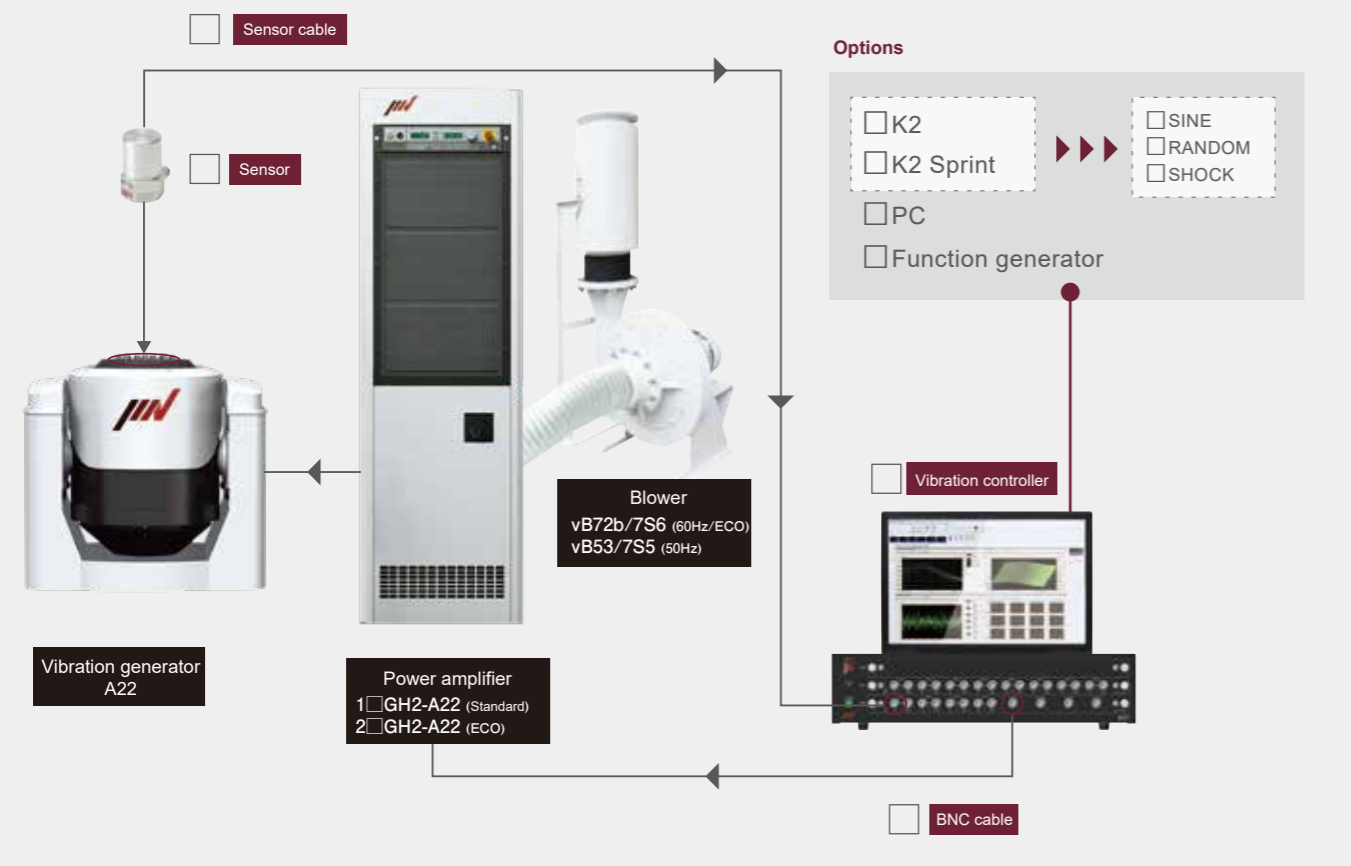 Sensor cable
Options
K2
K2 Sprint
SINE
RANDOM
SHOCK
PC
Function generator
Sensor
Vibration controller
Blower
vB72b/7S6 (60Hz/ECO)
vB53/7S5 (50Hz)
Vibration generator
A22
Power amplifier
1□GH2-A22 (Standard)
2□GH2-A22 (ECO)
BNC cable